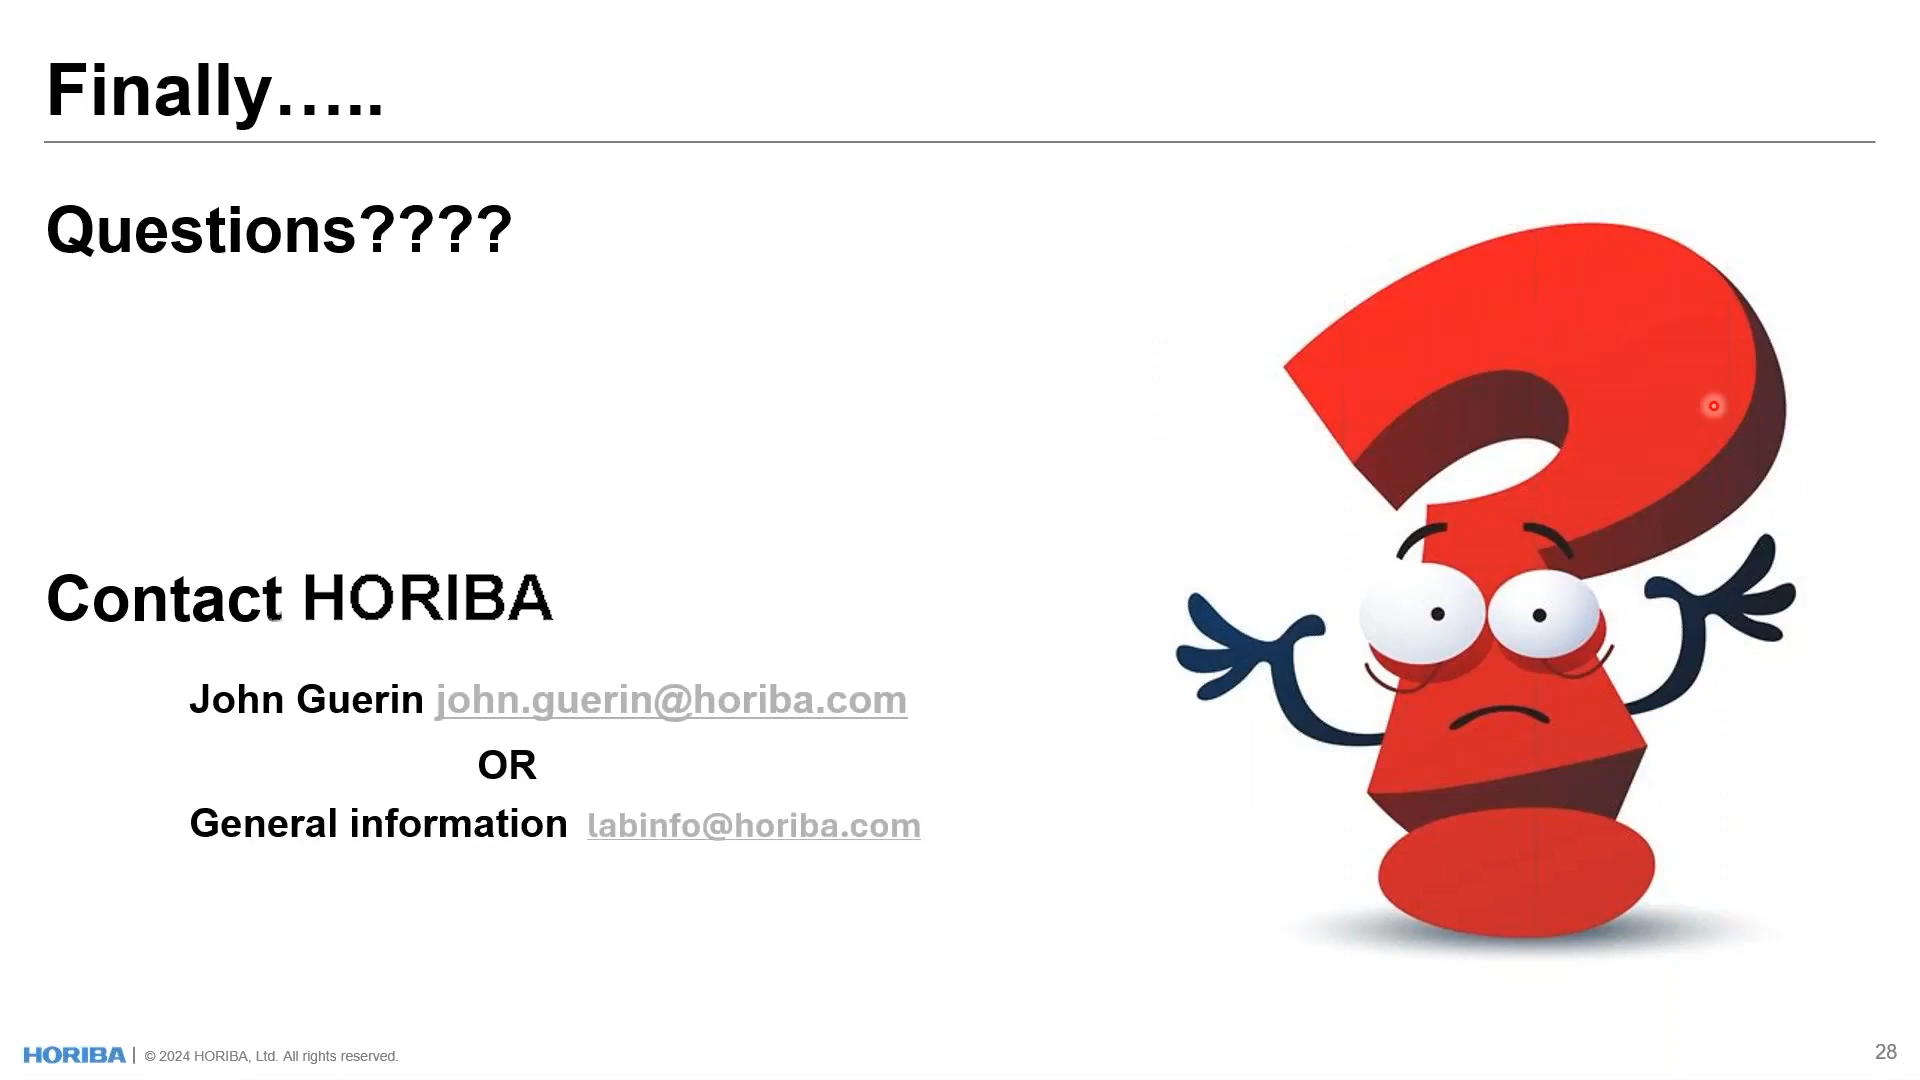 Finally…..
Questions????
Contact HORIBA
John Guerin john.guerin@horiba.com
OR
General information labinfo@horiba.com
HORIBA | © 2024 HORIBA, Ltd. All rights reserved.
28